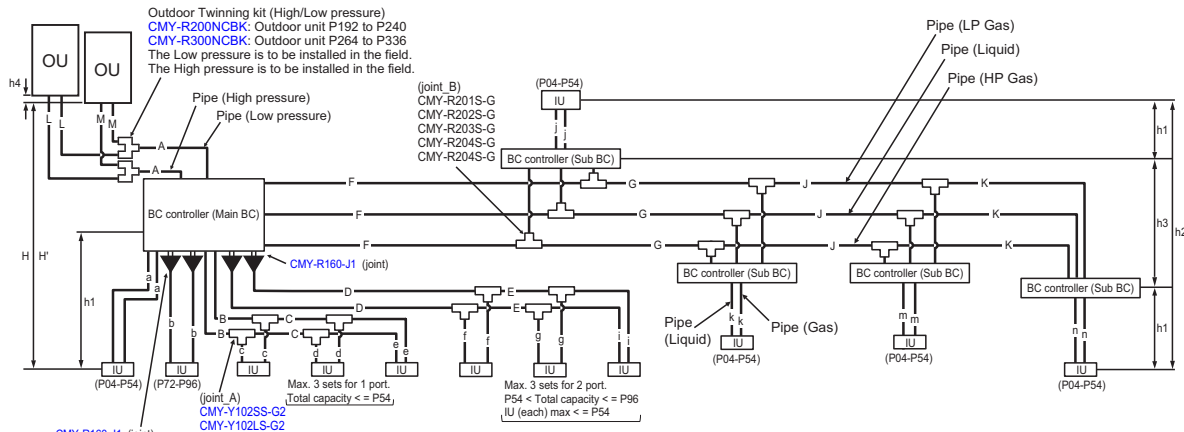 Outdoor Twinning kit (High/Low pressure)
CMY-R200NCBK: Outdoor unit P192 to P240
CMY-R300NCBK: Outdoor unit P264 to P336
The Low pressure is to be installed in the field.
The High pressure is to be installed in the field.
OU
OU
h4
L
L
M
M
Pipe (High pressure)
Pipe (Low pressure)
A
A
H
H'
h1
BC controller (Main BC)
(joint_B)
CMY-R201S-G
CMY-R202S-G
CMY-R203S-G
CMY-R204S-G
CMY-R204S-G
(P04-P54)
IU
j
j
BC controller (Sub BC)
Pipe (LP Gas)
Pipe (Liquid)
Pipe (HP Gas)
F
G
J
K
F
G
J
K
F
G
J
K
h1
h3
h2
h1
CMY-R160-J1 (joint)
BC controller (Sub BC)
BC controller (Sub BC)
BC controller (Sub BC)
a
a
b
b
B
C
B
C
D
E
D
E
c
c
d
d
e
e
f
f
g
g
i
i
k
k
m
m
n
n
Pipe
(Liquid)
Pipe (Gas)
IU
(P04-P54)
IU
(P04-P54)
IU
(P04-P54)
IU
IU
IU
IU
IU
IU
IU
IU
(P04-P54)
(P72-P96)
(joint_A)
CMY-Y102SS-G2
CMY-Y102LS-G2
Max. 3 sets for 1 port.
Total capacity < = P54
Max. 3 sets for 2 port.
P54 < Total capacity < = P96
IU (each) max < = P54
CMY-R160-J1 (joint)